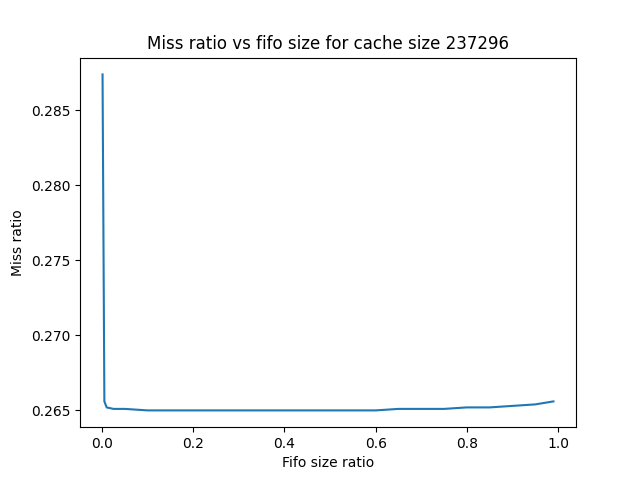 Miss ratio vs fifo size for cache size 237296
0.285
0.280
0.275
0.270
0.265
Miss ratio
0.0 0.2 0.4 0.6 0.8 1.0
Fifo size ratio